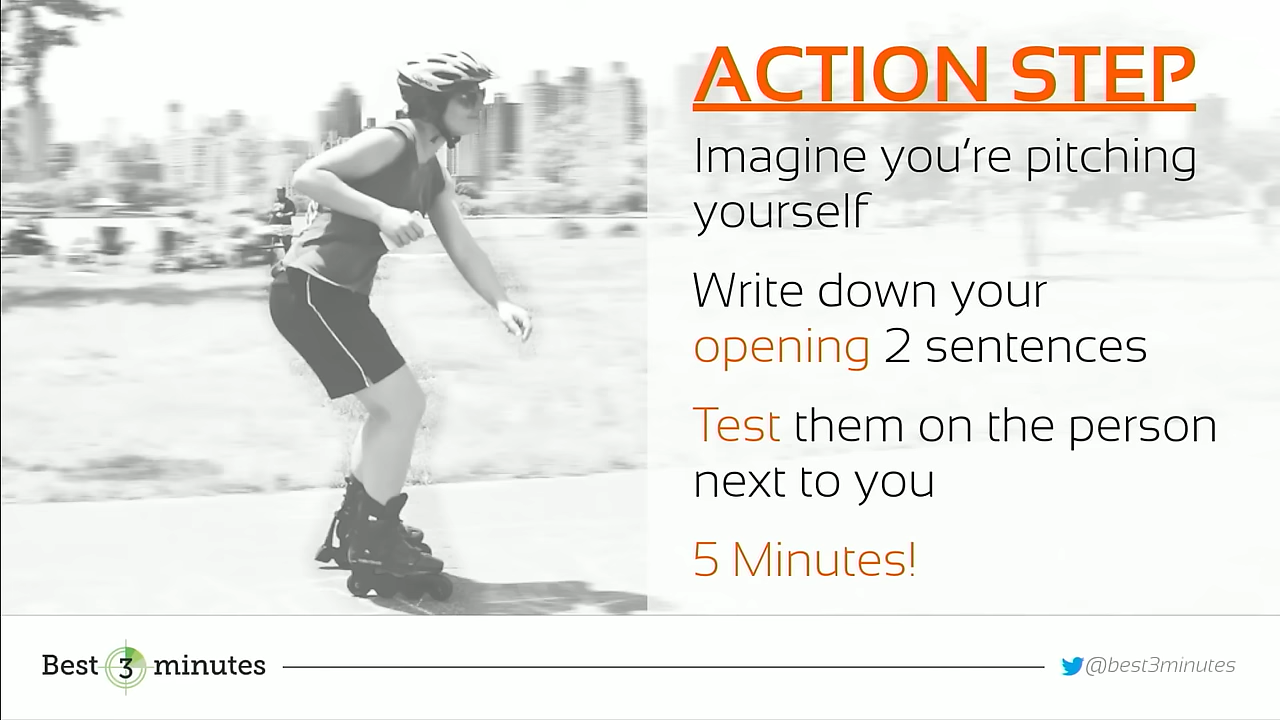 ACTION STEP
Imagine you're pitching
yourself
Write down your
opening 2 sentences
Test them on the person
next to you
5 Minutes!
Best 3 minutes
@best3minutes